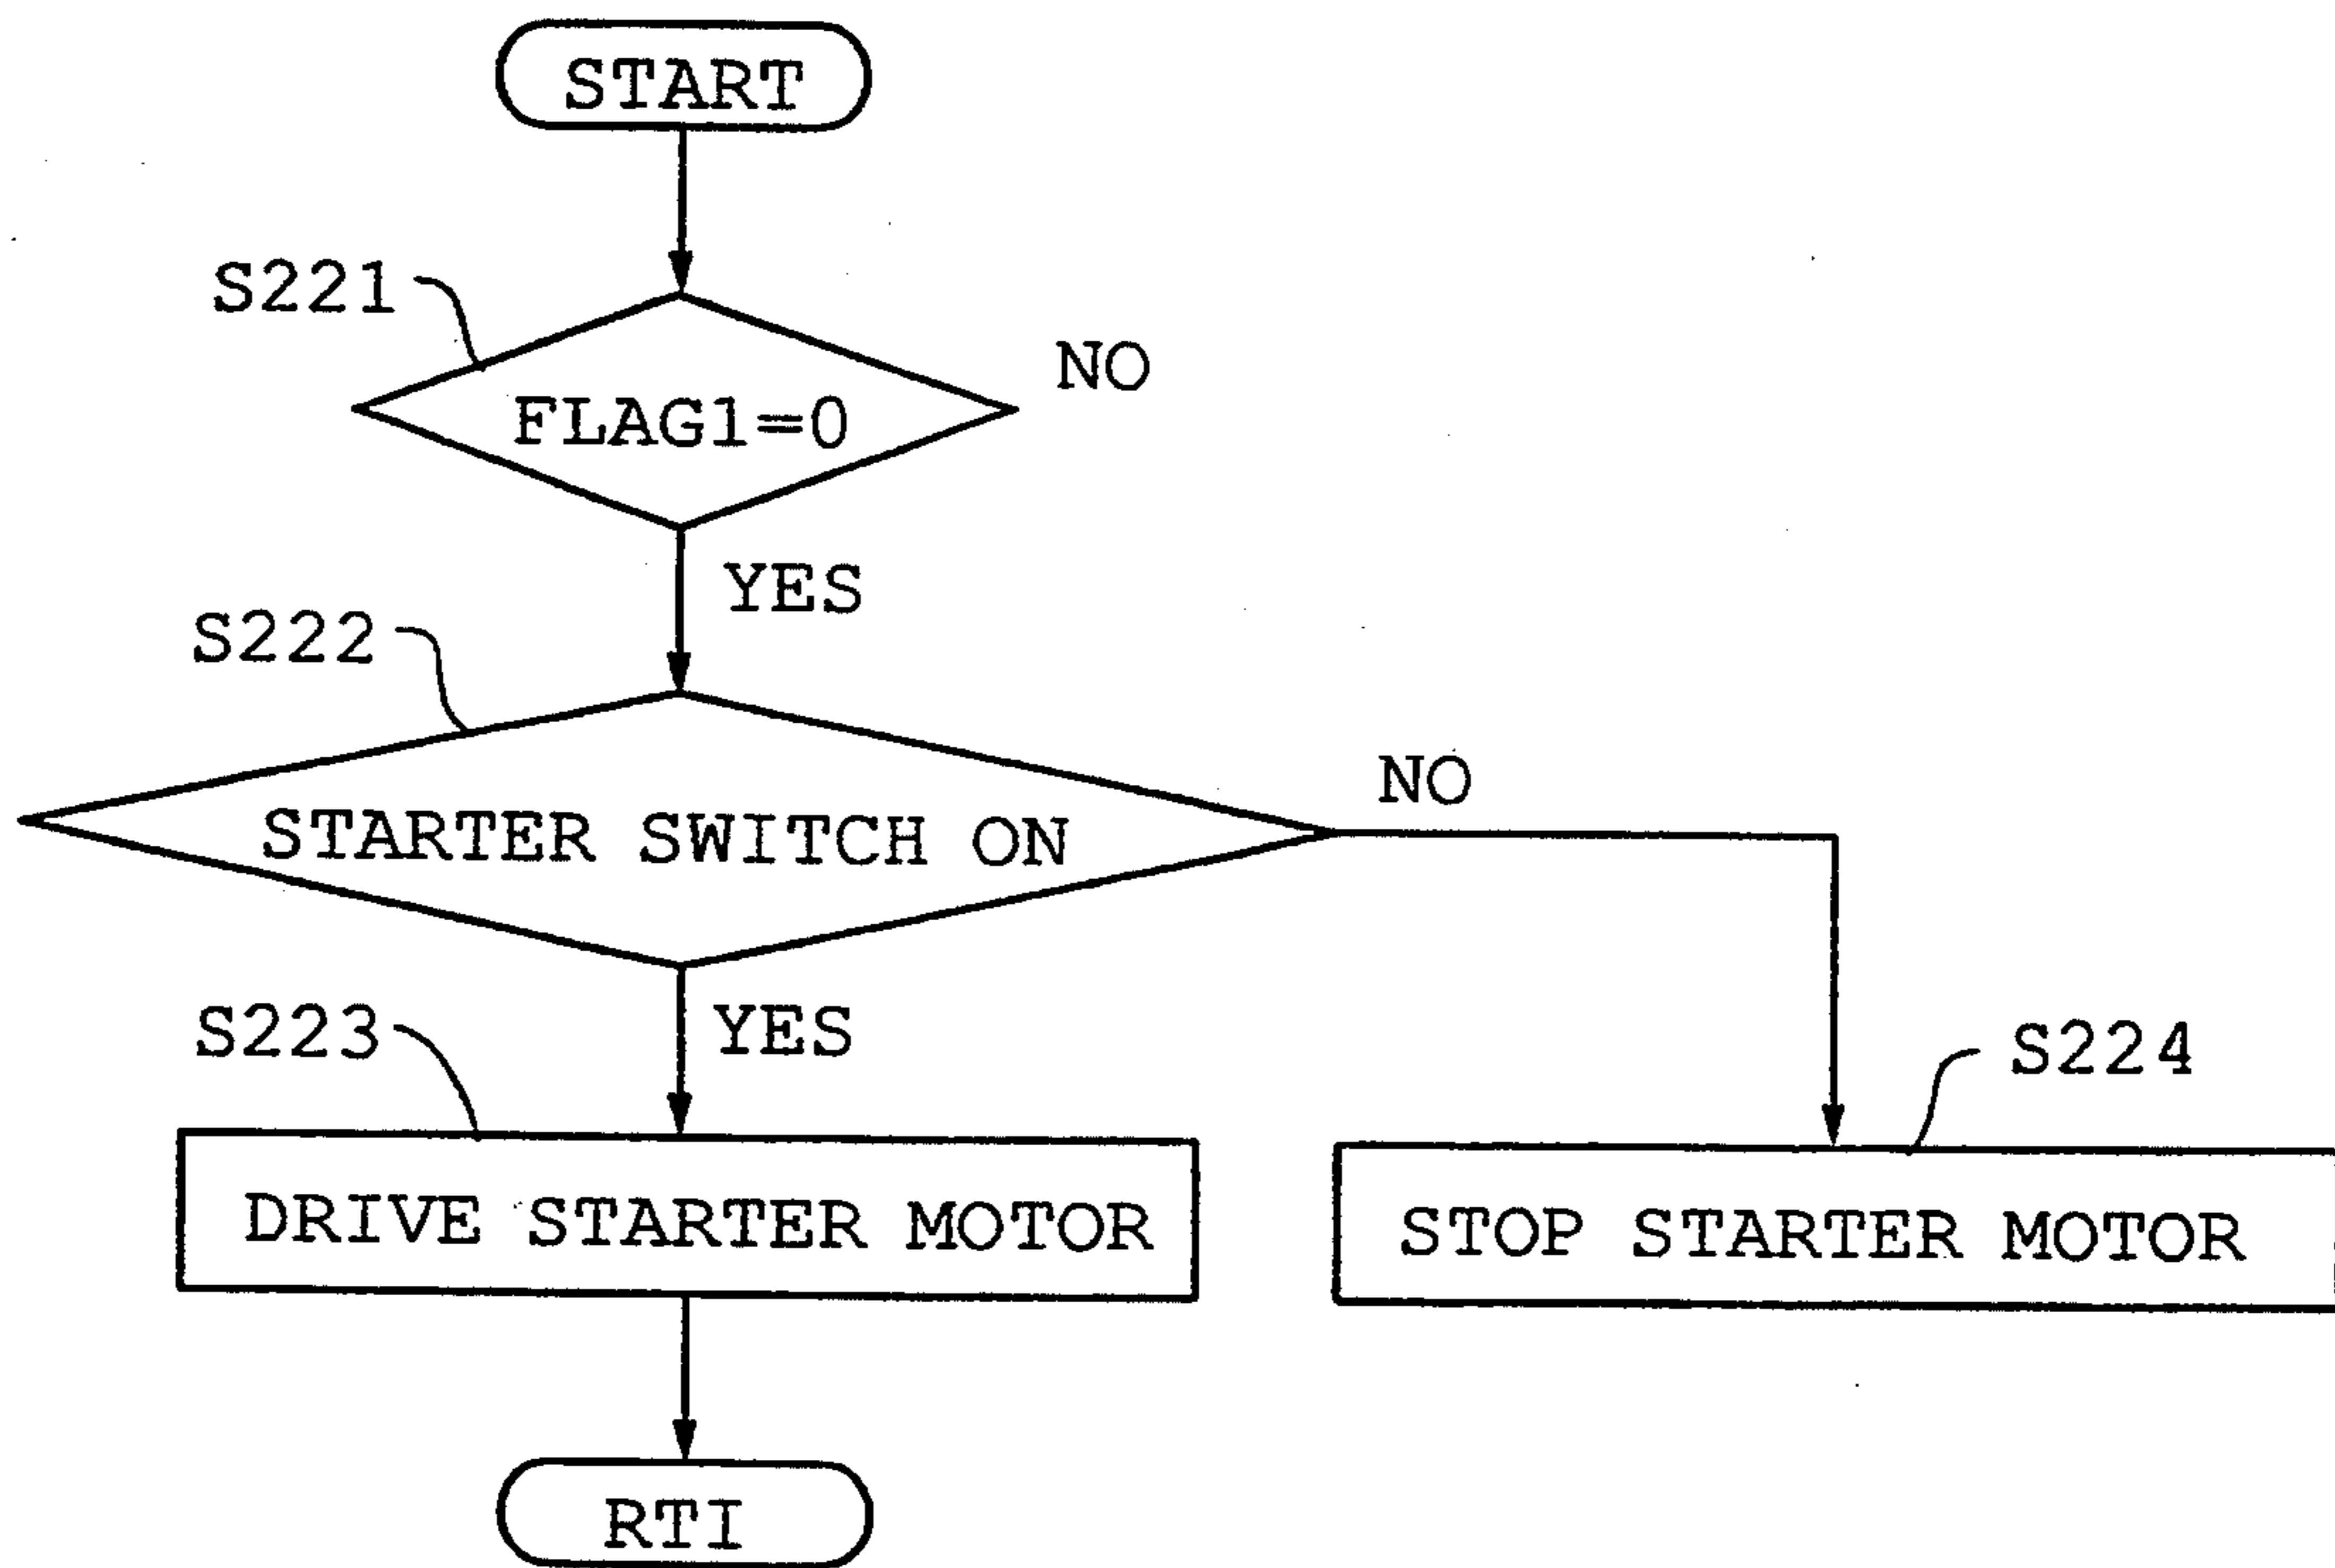 START
S221
NO
FLAG1=0
YES
S222
NO
STARTER SWITCH ON
S223
YES
S224
DRIVE STARTER MOTOR
STOP STARTER MOTOR
RTI